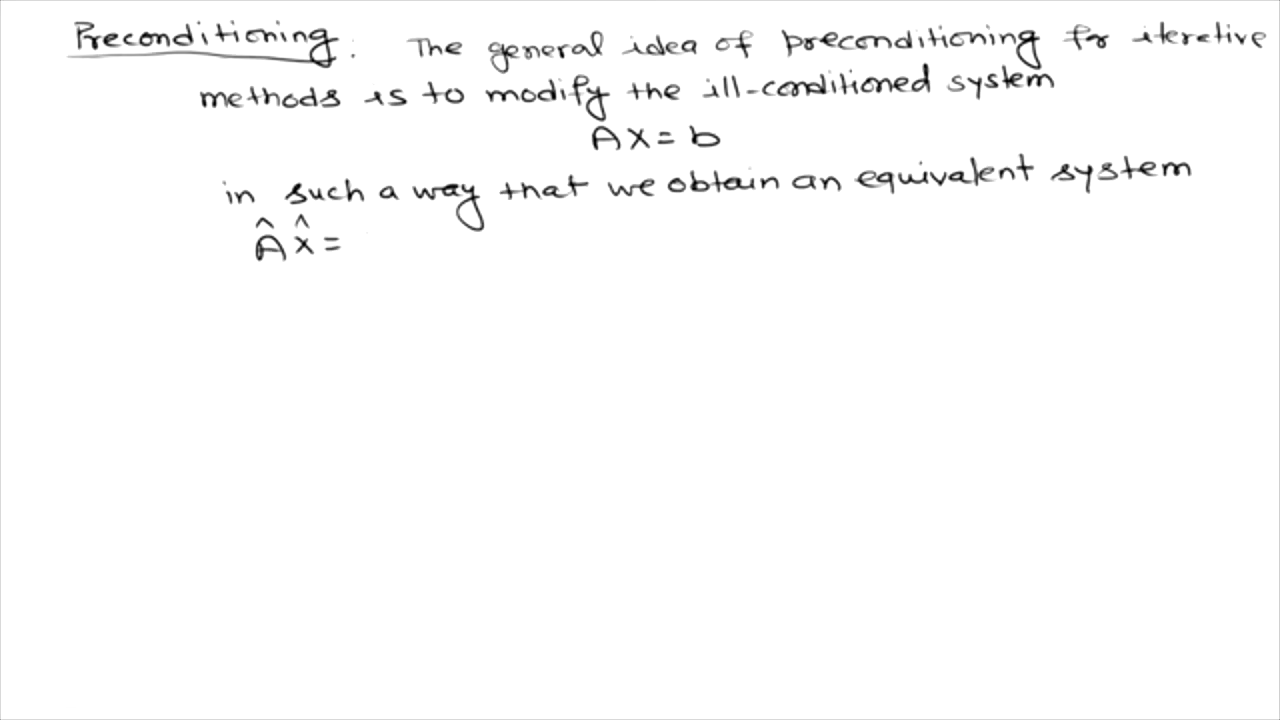 Preconditioning: The general idea of preconditioning for iterative
methods is to modify the ill-conditioned system
AX = b
in such a way that we obtain an equivalent system
Â x̂ =